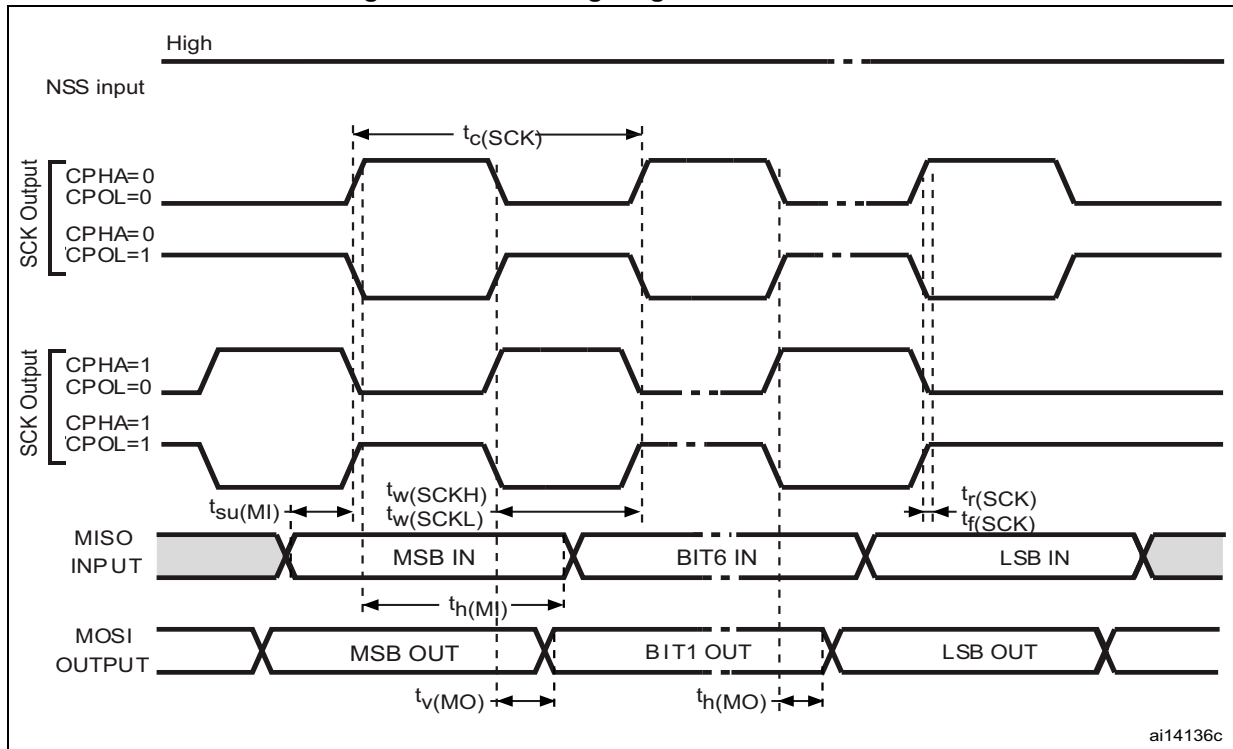 High
NSS input
tc(SCK)
SCK Output
CPHA=0
CPOL=0
CPHA=0
CPOL=1
SCK Output
CPHA=1
CPOL=0
CPHA=1
CPOL=1
tsu(MI)
tw(SCKH)
tw(SCKL)
tr(SCK)
tf(SCK)
MISO
INPUT
MSB IN
BIT6 IN
LSB IN
th(MI)
MOSI
OUTPUT
MSB OUT
BIT1 OUT
LSB OUT
tv(MO)
th(MO)
ai14136c